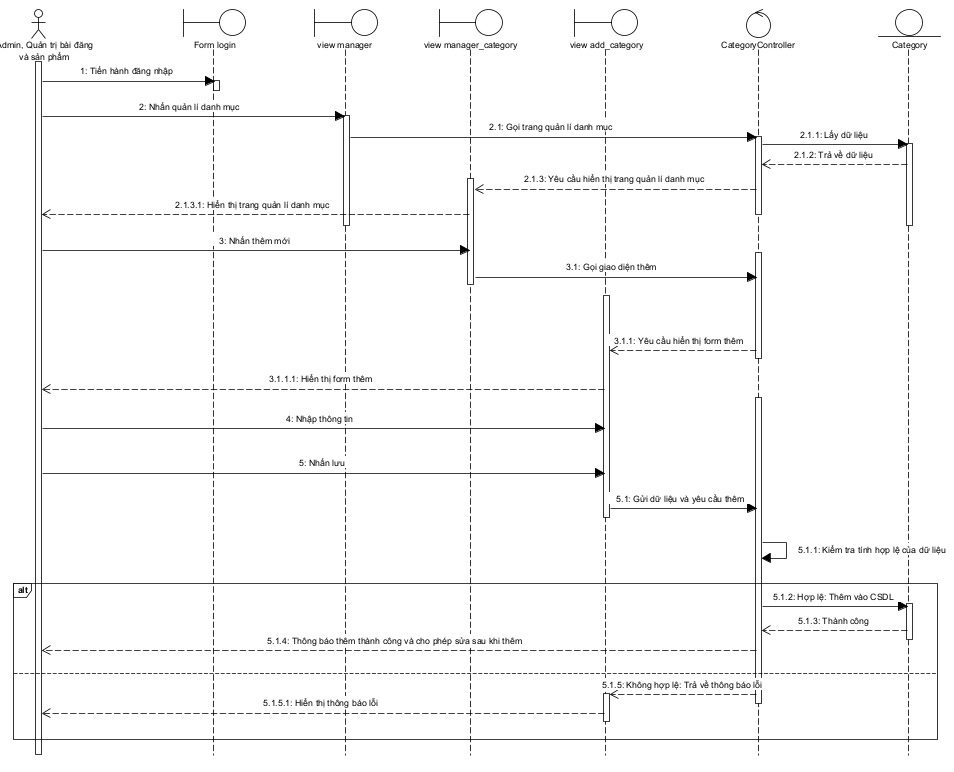 Admin, Quản trị bài đăng
và sản phẩm
Form login
view manager
view manager_category
view add_category
CategoryController
Category
1: Tiến hành đăng nhập
2: Nhấn quản lí danh mục
2.1: Gọi trang quản lí danh mục
2.1.1: Lấy dữ liệu
2.1.2: Trả về dữ liệu
2.1.3: Yêu cầu hiển thị trang quản lí danh mục
2.1.3.1: Hiển thị trang quản lí danh mục
3: Nhấn thêm mới
3.1: Gọi giao diện thêm
3.1.1: Yêu cầu hiển thị form thêm
3.1.1.1: Hiển thị form thêm
4: Nhập thông tin
5: Nhấn lưu
5.1: Gửi dữ liệu và yêu cầu thêm
5.1.1: Kiểm tra tính hợp lệ của dữ liệu
alt
5.1.2: Hợp lệ: Thêm vào CSDL
5.1.3: Thành công
5.1.4: Thông báo thêm thành công và cho phép sửa sau khi thêm
5.1.5: Không hợp lệ: Trả về thông báo lỗi
5.1.5.1: Hiển thị thông báo lỗi